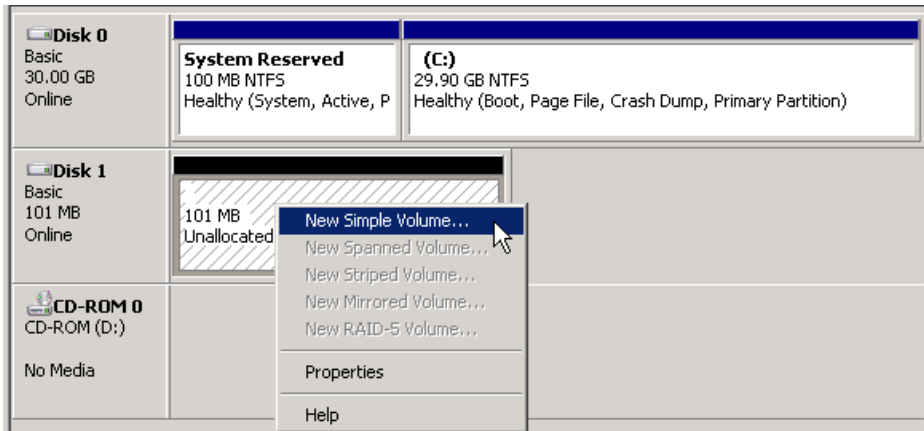 Disk 0
Basic
30.00 GB
Online
System Reserved
100 MB NTFS
Healthy (System, Active, P
(C:)
29.90 GB NTFS
Healthy (Boot, Page File, Crash Dump, Primary Partition)
Disk 1
Basic
101 MB
Online
101 MB
Unallocated
New Simple Volume...
New Spanned Volume...
New Striped Volume...
New Mirrored Volume...
New RAID-5 Volume...
Properties
Help
CD-ROM 0
CD-ROM (D:)
No Media